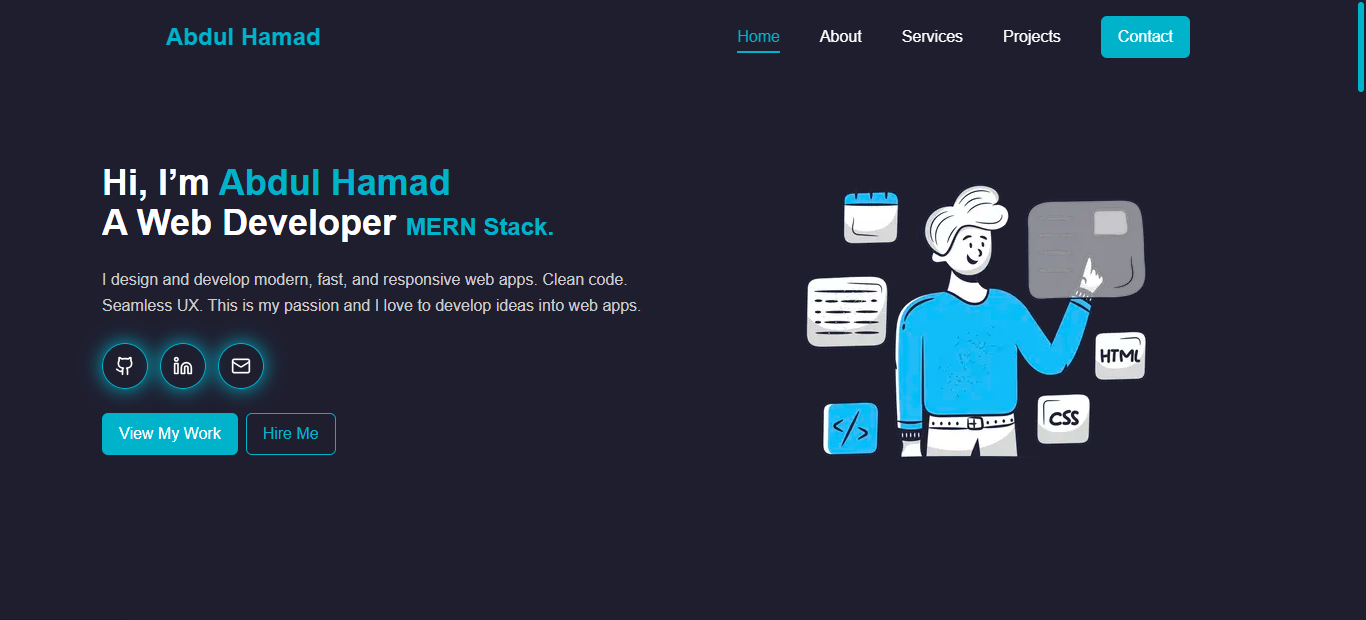 Abdul Hamad
Home About Services Projects Contact
Hi, I’m Abdul Hamad
A Web Developer MERN Stack.
I design and develop modern, fast, and responsive web apps. Clean code.
Seamless UX. This is my passion and I love to develop ideas into web apps.
View My Work Hire Me
HTML
CSS
</>